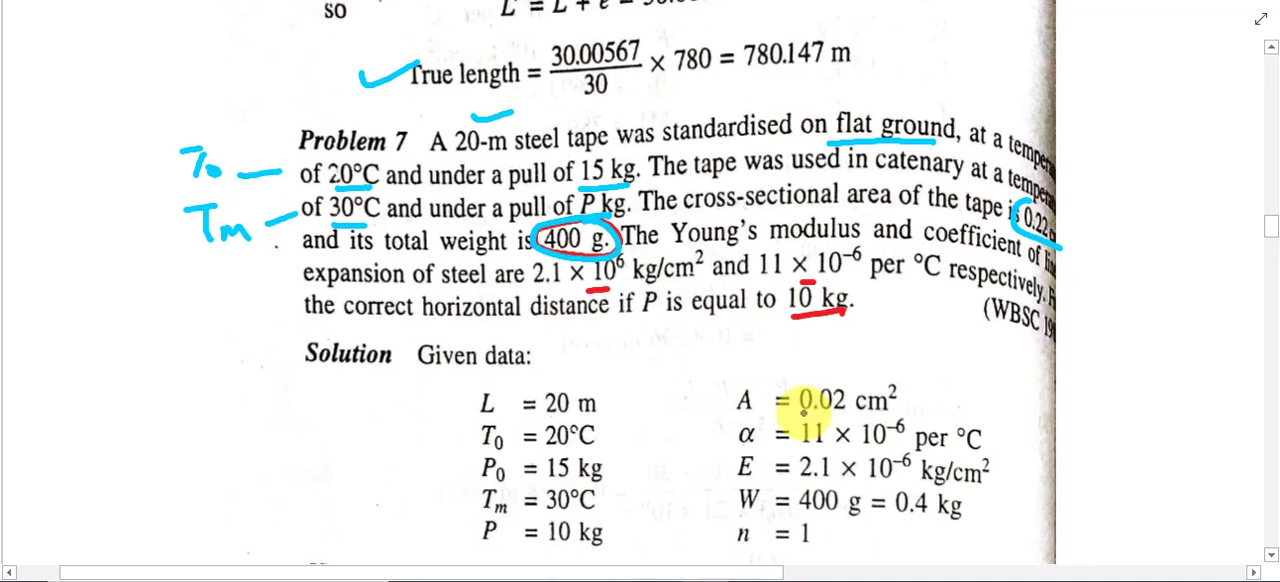 so L' = L + e =
True length = 30.00567/30 × 780 = 780.147 m
Problem 7 A 20-m steel tape was standardised on flat ground, at a
T₀ of 20°C and under a pull of 15 kg. The tape was used in catenary at a
Tm of 30°C and under a pull of P kg. The cross-sectional area of the tape is 0.22
and its total weight is 400 g. The Young's modulus and coefficient of
expansion of steel are 2.1 × 10⁶ kg/cm² and 11 × 10⁻⁶ per °C respectively.
the correct horizontal distance if P is equal to 10 kg.
(WBSC
Solution Given data:
L = 20 m A = 0.02 cm²
T₀ = 20°C α = 11 × 10⁻⁶ per °C
P₀ = 15 kg E = 2.1 × 10⁻⁶ kg/cm²
Tₘ = 30°C W = 400 g = 0.4 kg
P = 10 kg n = 1